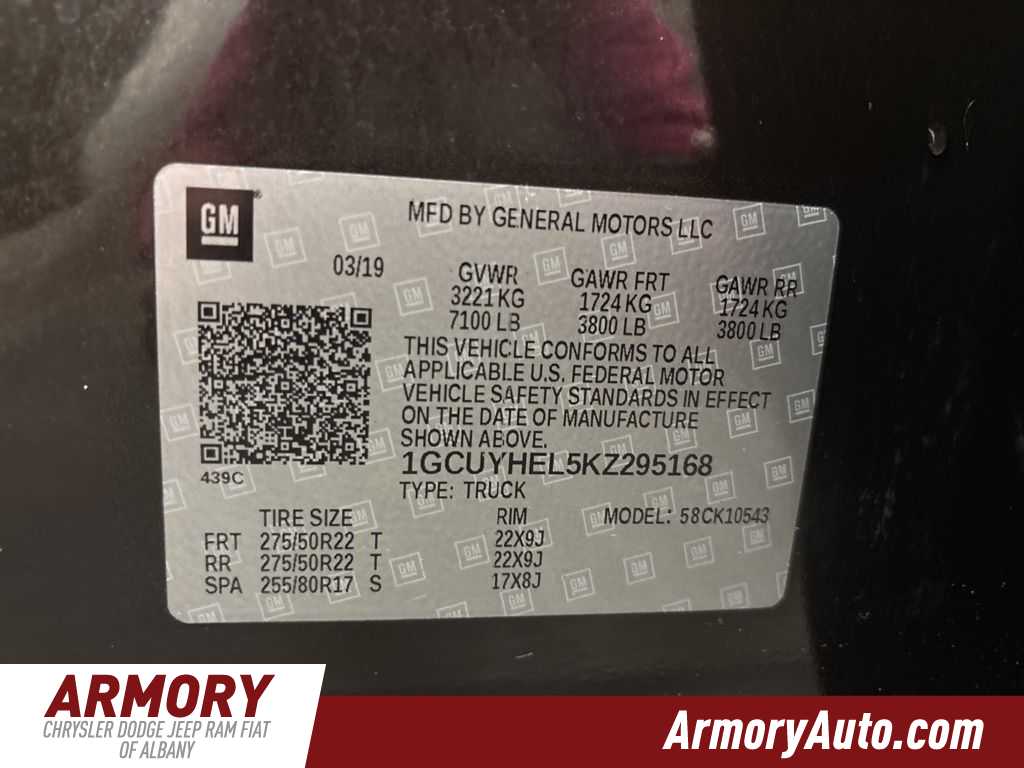 GM
MFD BY GENERAL MOTORS LLC
03/19
GVWR GAWR FRT GAWR RR
3221 KG 1724 KG 1724 KG
7100 LB 3800 LB 3800 LB
THIS VEHICLE CONFORMS TO ALL
APPLICABLE U.S. FEDERAL MOTOR
VEHICLE SAFETY STANDARDS IN EFFECT
ON THE DATE OF MANUFACTURE
SHOWN ABOVE.
439C
1GCUYHEL5KZ295168
TYPE: TRUCK
TIRE SIZE RIM MODEL: 58CK10543
FRT 275/50R22 T 22X9J
RR 275/50R22 T 22X9J
SPA 255/80R17 S 17X8J
ARMORY
CHRYSLER DODGE JEEP RAM FIAT
OF ALBANY
ArmoryAuto.com